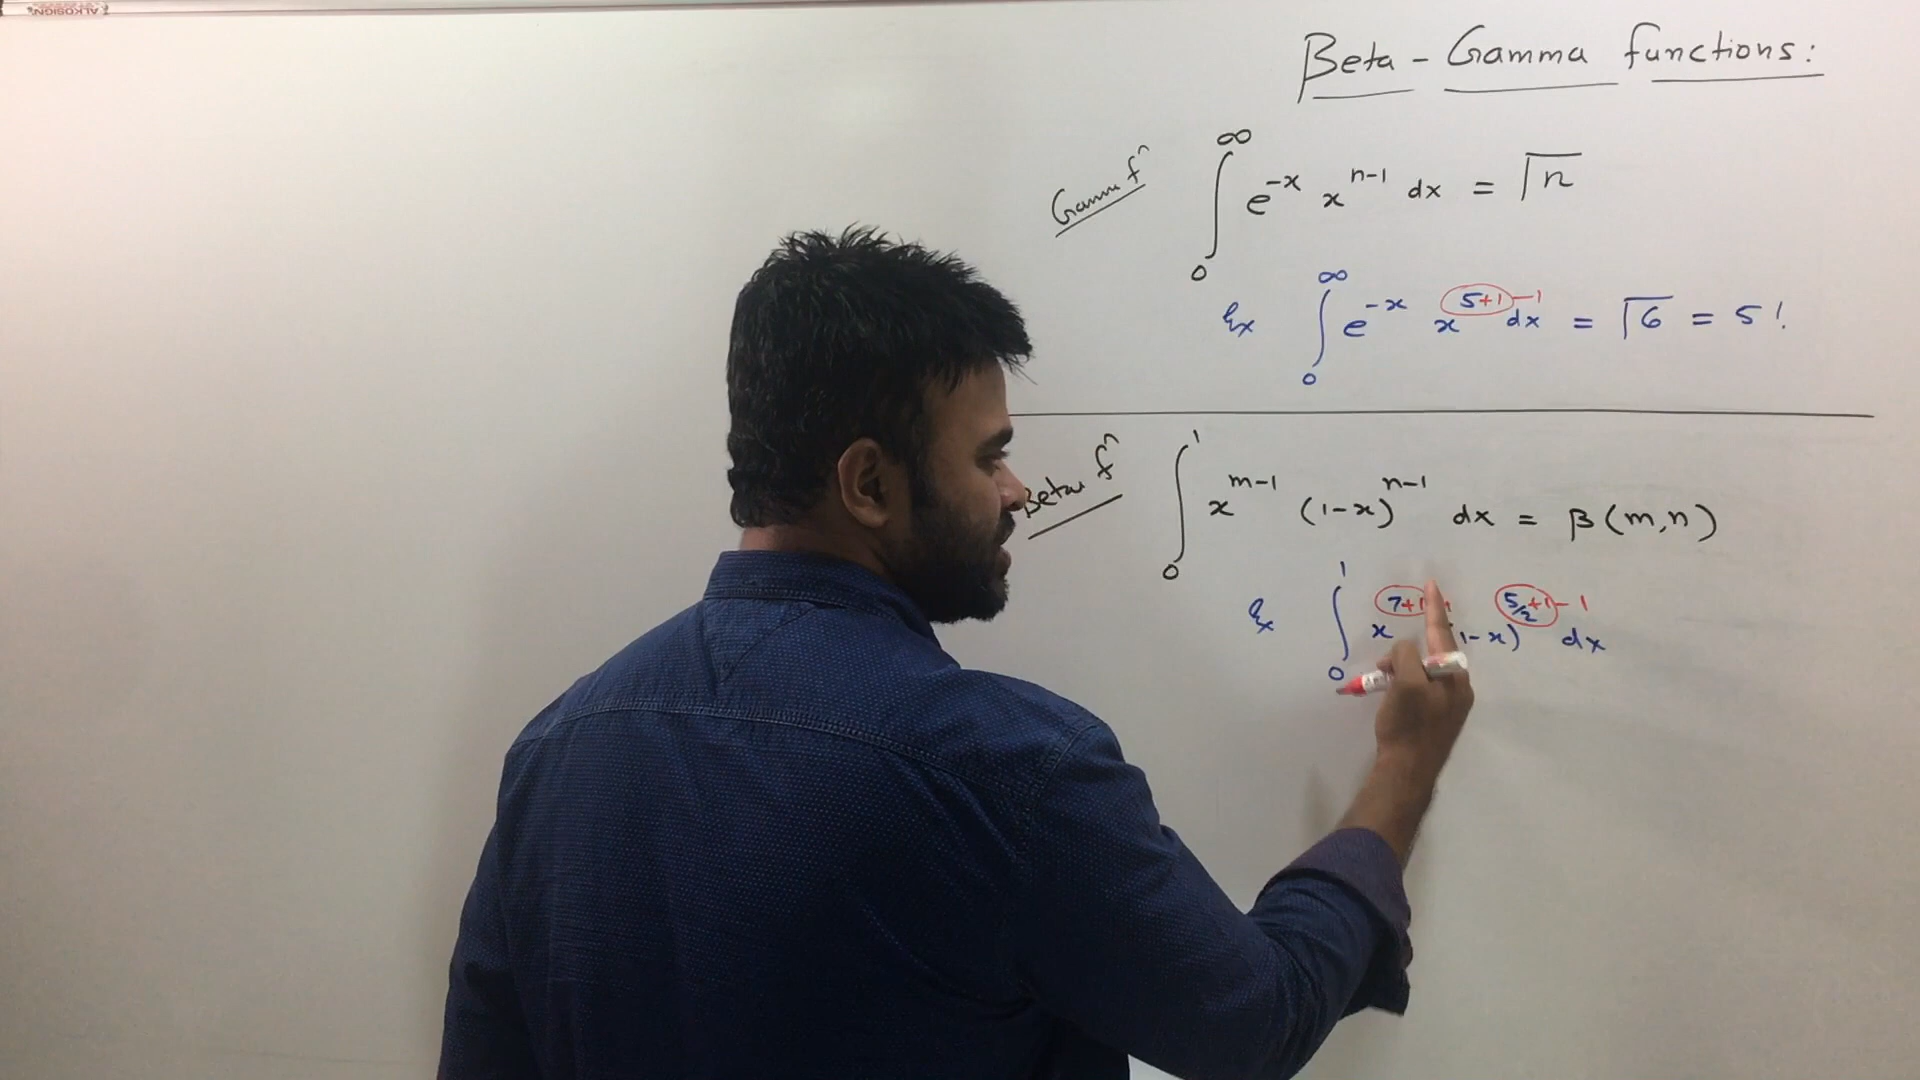 ALKOSIGN
Beta - Gamma functions:
Gamma fⁿ ∫₀^∞ e^{-x} x^{n-1} dx = Γn
Ex ∫₀^∞ e^{-x} x^{5+1-1} dx = Γ6 = 5!
Beta fⁿ ∫₀^1 x^{m-1} (1-x)^{n-1} dx = β(m,n)
Ex ∫₀^1 x^{7+1 (1-x)^{5/2+1-1} dx